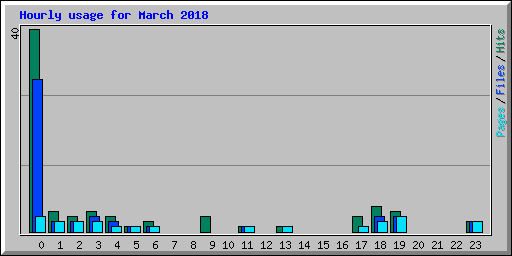 Hourly usage for March 2018
40
Pages/Files/Hits
0 1 2 3 4 5 6 7 8 9 10 11 12 13 14 15 16 17 18 19 20 21 22 23